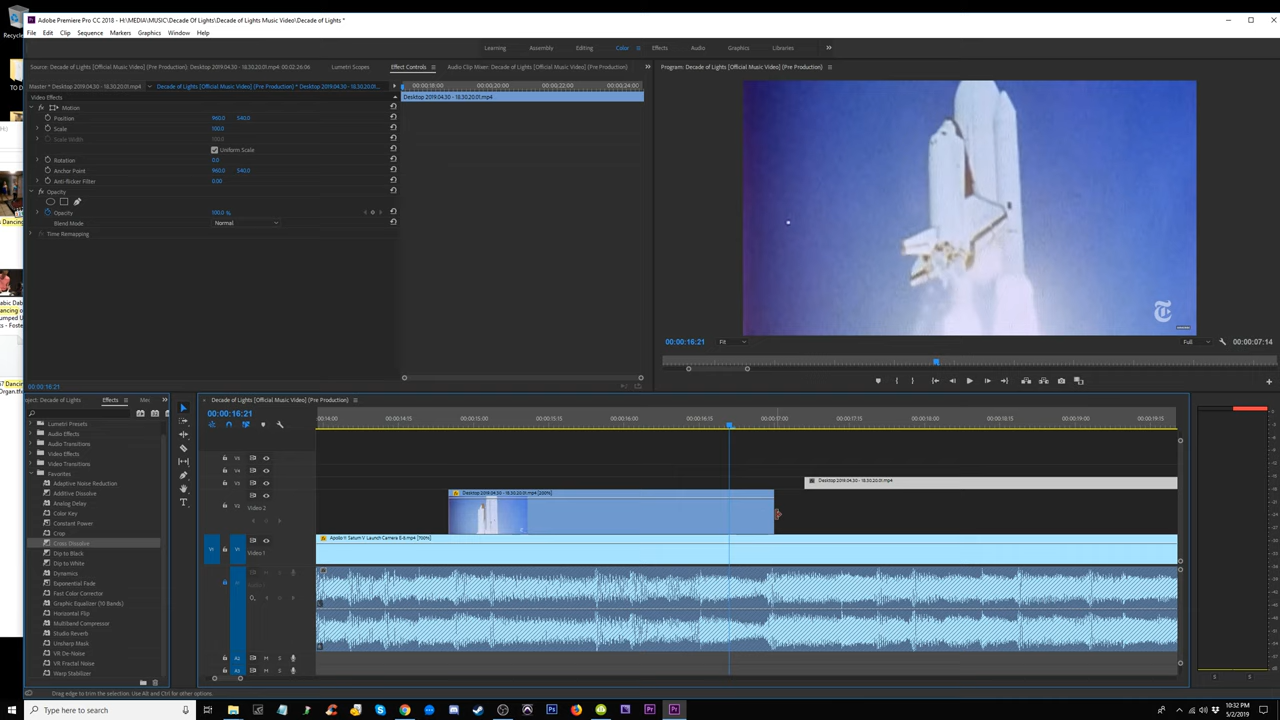 Adobe Premiere Pro CC 2018 - H:\MEDIA\MUSIC\Decade Of Lights\Decade of Lights Music Video\Decade of Lights *
File Edit Clip Sequence Markers Graphics Window Help
Learning Assembly Editing Color Effects Audio Graphics Libraries
Source: Decade of Lights [Official Music Video] (Pre Production): Desktop 2019.04.30 - 18.30.20.01.mp4: 00:02:26:06 Lumetri Scopes Effect Controls Audio Clip Mixer: Decade of Lights [Official Music Video] (Pre Production) Program: Decade of Lights [Official Music Video] (Pre Production)
Master * Desktop 2019.04.30 - 18.30.20.01.mp4 Decade of Lights [Official Music Video] (Pre Production) * Desktop 2019.04.30 - 18.30.20.01...
00:00:18:00 00:00:20:00 00:00:22:00 00:00:24:00
Video Effects Desktop 2019.04.30 - 18.30.20.01.mp4
fx Motion
Position 960.0 540.0
Scale 100.0
Scale Width 100.0
Uniform Scale
Rotation 0.0
Anchor Point 960.0 540.0
Anti-flicker Filter 0.00
fx Opacity
Opacity 100.0 %
Blend Mode Normal
Time Remapping
T
00:00:16:21 Fit Full 00:00:07:14
00:00:16:21
Project: Decade of Lights Effects
Decade of Lights [Official Music Video] (Pre Production)
00:00:16:21
00:00:14:00 00:00:14:15 00:00:15:00 00:00:15:15 00:00:16:00 00:00:16:15 00:00:17:00 00:00:17:15 00:00:18:00 00:00:18:15 00:00:19:00 00:00:19:15
Lumetri Presets
Audio Effects
Audio Transitions
Video Effects
Video Transitions
Favorites
Adaptive Noise Reduction
Additive Dissolve
Color Key
Constant Power
Crop
Cross Dissolve
Dip to Black
Dip to White
Dynamics
Exponential Fade
Fast Color Corrector
Graphic Equalizer (10 Bands)
Horizontal Flip
Multiband Compressor
Studio Reverb
Unsharp Mask
VR De-Noise
VR Fractal Noise
Warp Stabilizer
V5
V4
V3 Desktop 2019.04.30 - 18.30.20.01.mp4
Desktop 2019.04.30 - 18.30.20.01.mp4 [200%]
V2 Video 2
Apollo 11 Saturn V Launch Camera E-8.mp4 [700%]
V1 V1 Video 1
A2 M S
A3 M S
S S
Drag edge to trim the selection. Use Alt and Ctrl for other options.
Type here to search
10:32 PM
5/2/2019